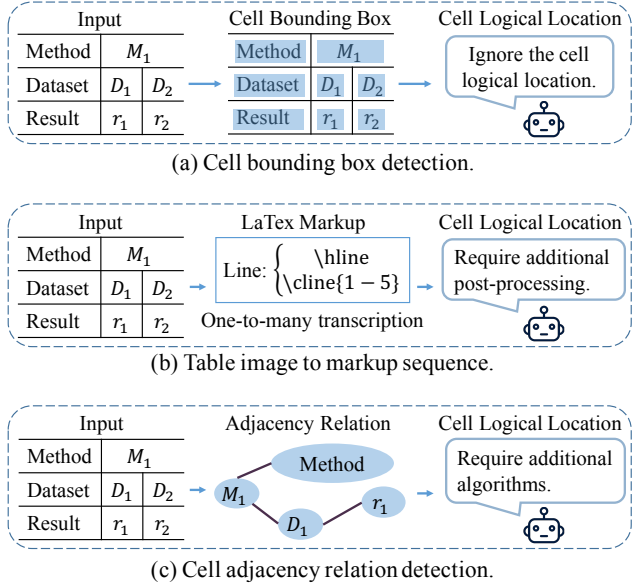 Input
Cell Bounding Box
Cell Logical Location
Method M₁
Dataset D₁ D₂
Result r₁ r₂
Method M₁
Dataset D₁ D₂
Result r₁ r₂
Ignore the cell
logical location.
(a) Cell bounding box detection.
Input
LaTex Markup
Cell Logical Location
Method M₁
Dataset D₁ D₂
Result r₁ r₂
Line: { \hline
\cline{1 − 5}
One-to-many transcription
Require additional
post-processing.
(b) Table image to markup sequence.
Input
Adjacency Relation
Cell Logical Location
Method M₁
Dataset D₁ D₂
Result r₁ r₂
Method
M₁
D₁
r₁
Require additional
algorithms.
(c) Cell adjacency relation detection.